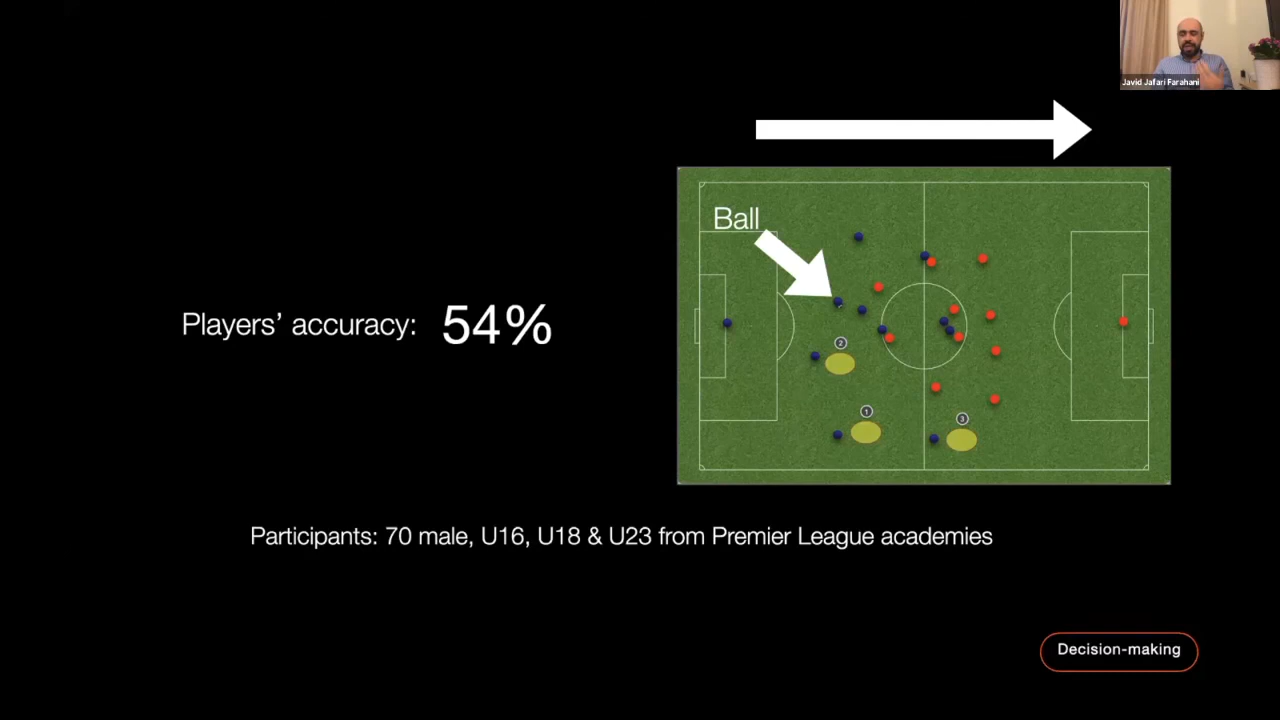 Javid Jafari Farahani
Ball
Players’ accuracy: 54%
2
1
3
Participants: 70 male, U16, U18 & U23 from Premier League academies
Decision-making